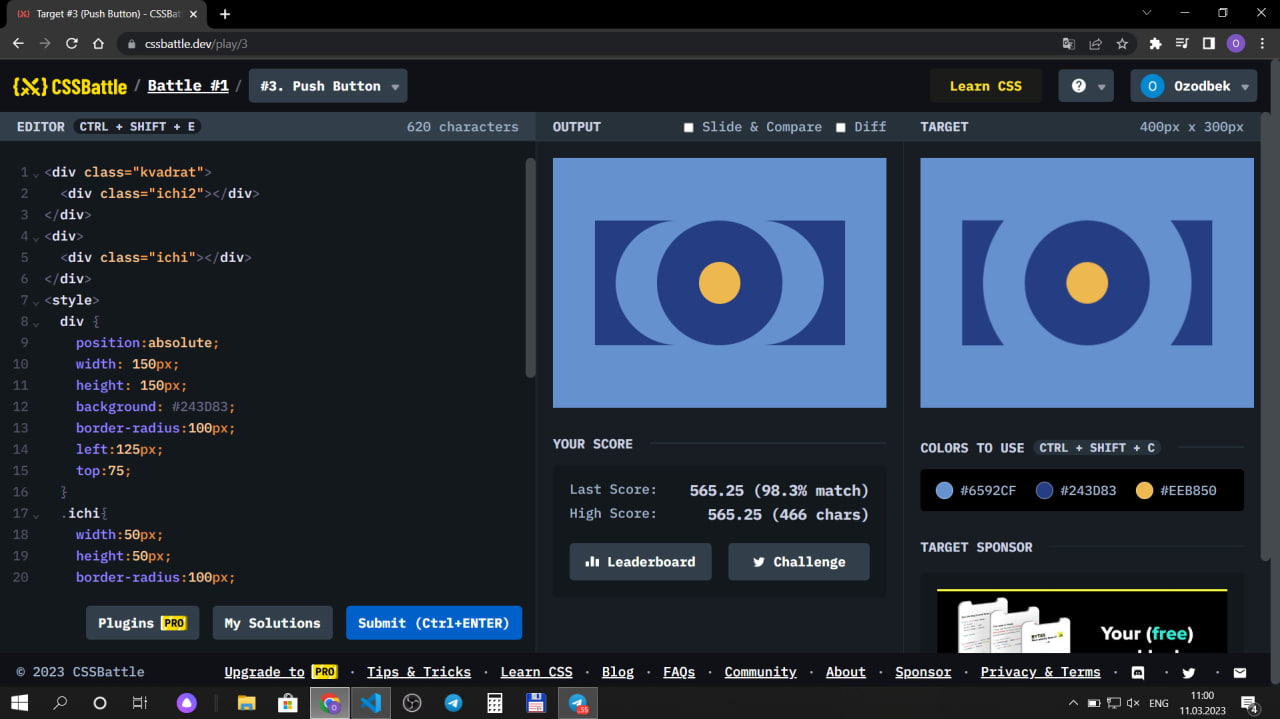 Target #3 (Push Button) - CSSBat
cssbattle.dev/play/3
O
{X} CSSBattle / Battle #1 / #3. Push Button
Learn CSS
?
O Ozodbek
EDITOR CTRL + SHIFT + E 620 characters
OUTPUT Slide & Compare Diff
TARGET 400px x 300px
1 <div class="kvadrat">
2 <div class="ichi2"></div>
3 </div>
4 <div>
5 <div class="ichi"></div>
6 </div>
7 <style>
8 div {
9 position:absolute;
10 width: 150px;
11 height: 150px;
12 background: #243D83;
13 border-radius:100px;
14 left:125px;
15 top:75;
16 }
17 .ichi{
18 width:50px;
19 height:50px;
20 border-radius:100px;
Plugins PRO My Solutions Submit (Ctrl+ENTER)
YOUR SCORE
Last Score: 565.25 (98.3% match)
High Score: 565.25 (466 chars)
Leaderboard Challenge
COLORS TO USE CTRL + SHIFT + C
#6592CF #243D83 #EEB850
TARGET SPONSOR
Your (free)
© 2023 CSSBattle
Upgrade to PRO · Tips & Tricks · Learn CSS · Blog · FAQs · Community · About · Sponsor · Privacy & Terms · · ·
55
ENG
11:00
11.03.2023
4